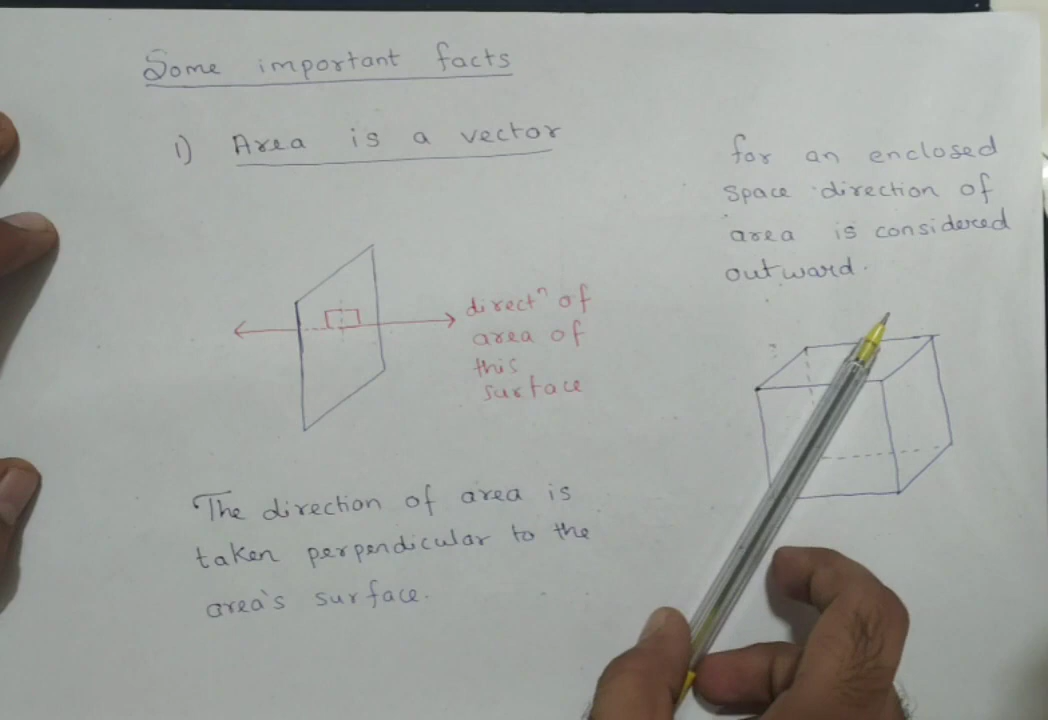 Some important facts
1) Area is a vector
for an enclosed
space direction of
area is considered
outward.
directⁿ of
area of
this
surface
The direction of area is
taken perpendicular to the
area's surface.